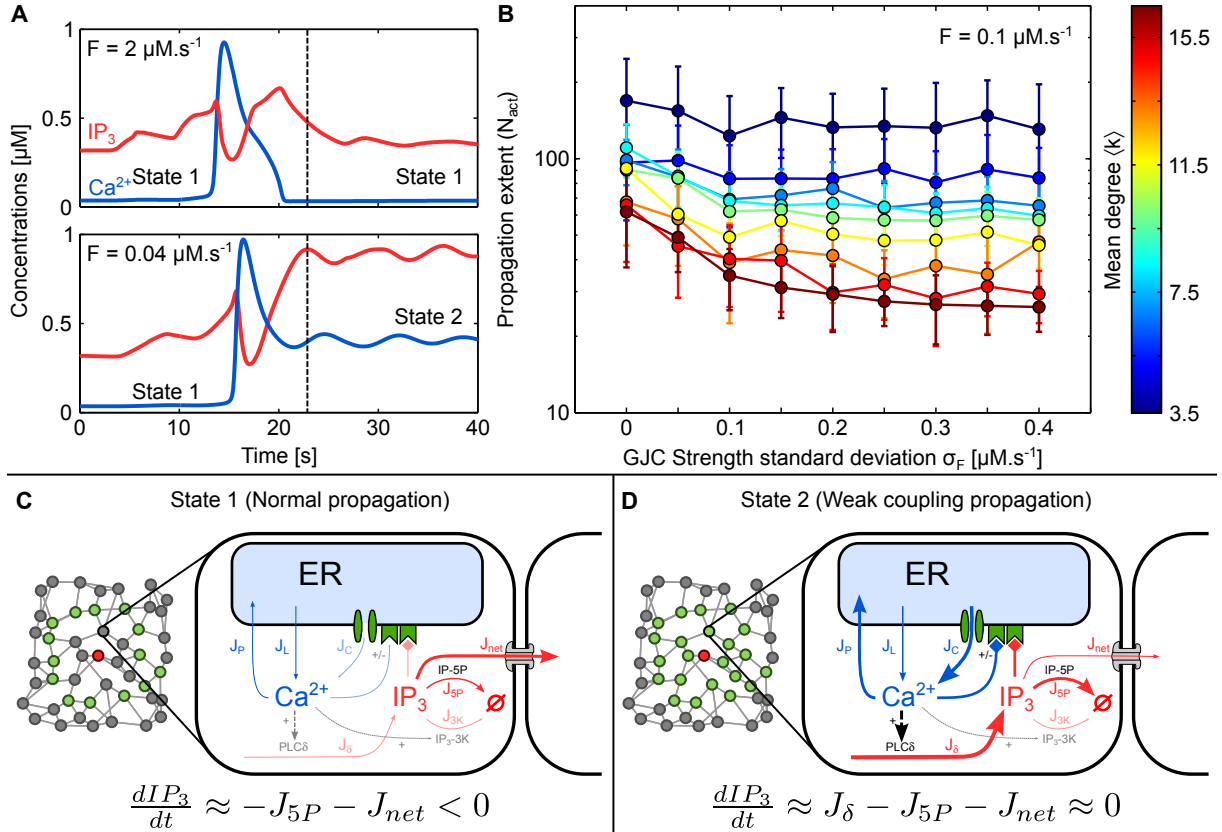 A
F = 2 µM.s⁻¹
IP₃
Ca²⁺
State 1
State 1
1
0.5
0
F = 0.04 µM.s⁻¹
State 1
State 2
1
0.5
0
Concentrations [µM]
0
10
20
30
40
Time [s]
B
F = 0.1 µM.s⁻¹
100
10
Propagation extent (N_act)
0
0.1
0.2
0.3
0.4
GJC Strength standard deviation σ_F [µM.s⁻¹]
15.5
11.5
7.5
3.5
Mean degree ⟨k⟩
C
State 1 (Normal propagation)
ER
J_P
J_L
J_C
+/-
J_net
Ca²⁺
IP₃
IP-5P
J_5P
Ø
J_3K
+
PLCδ
J_δ
+
IP₃-3K
dIP₃/dt ≈ −J_5P − J_net < 0
D
State 2 (Weak coupling propagation)
ER
J_P
J_L
J_C
+/-
J_net
Ca²⁺
IP₃
IP-5P
J_5P
Ø
J_3K
+
PLCδ
J_δ
+
IP₃-3K
dIP₃/dt ≈ J_δ − J_5P − J_net ≈ 0